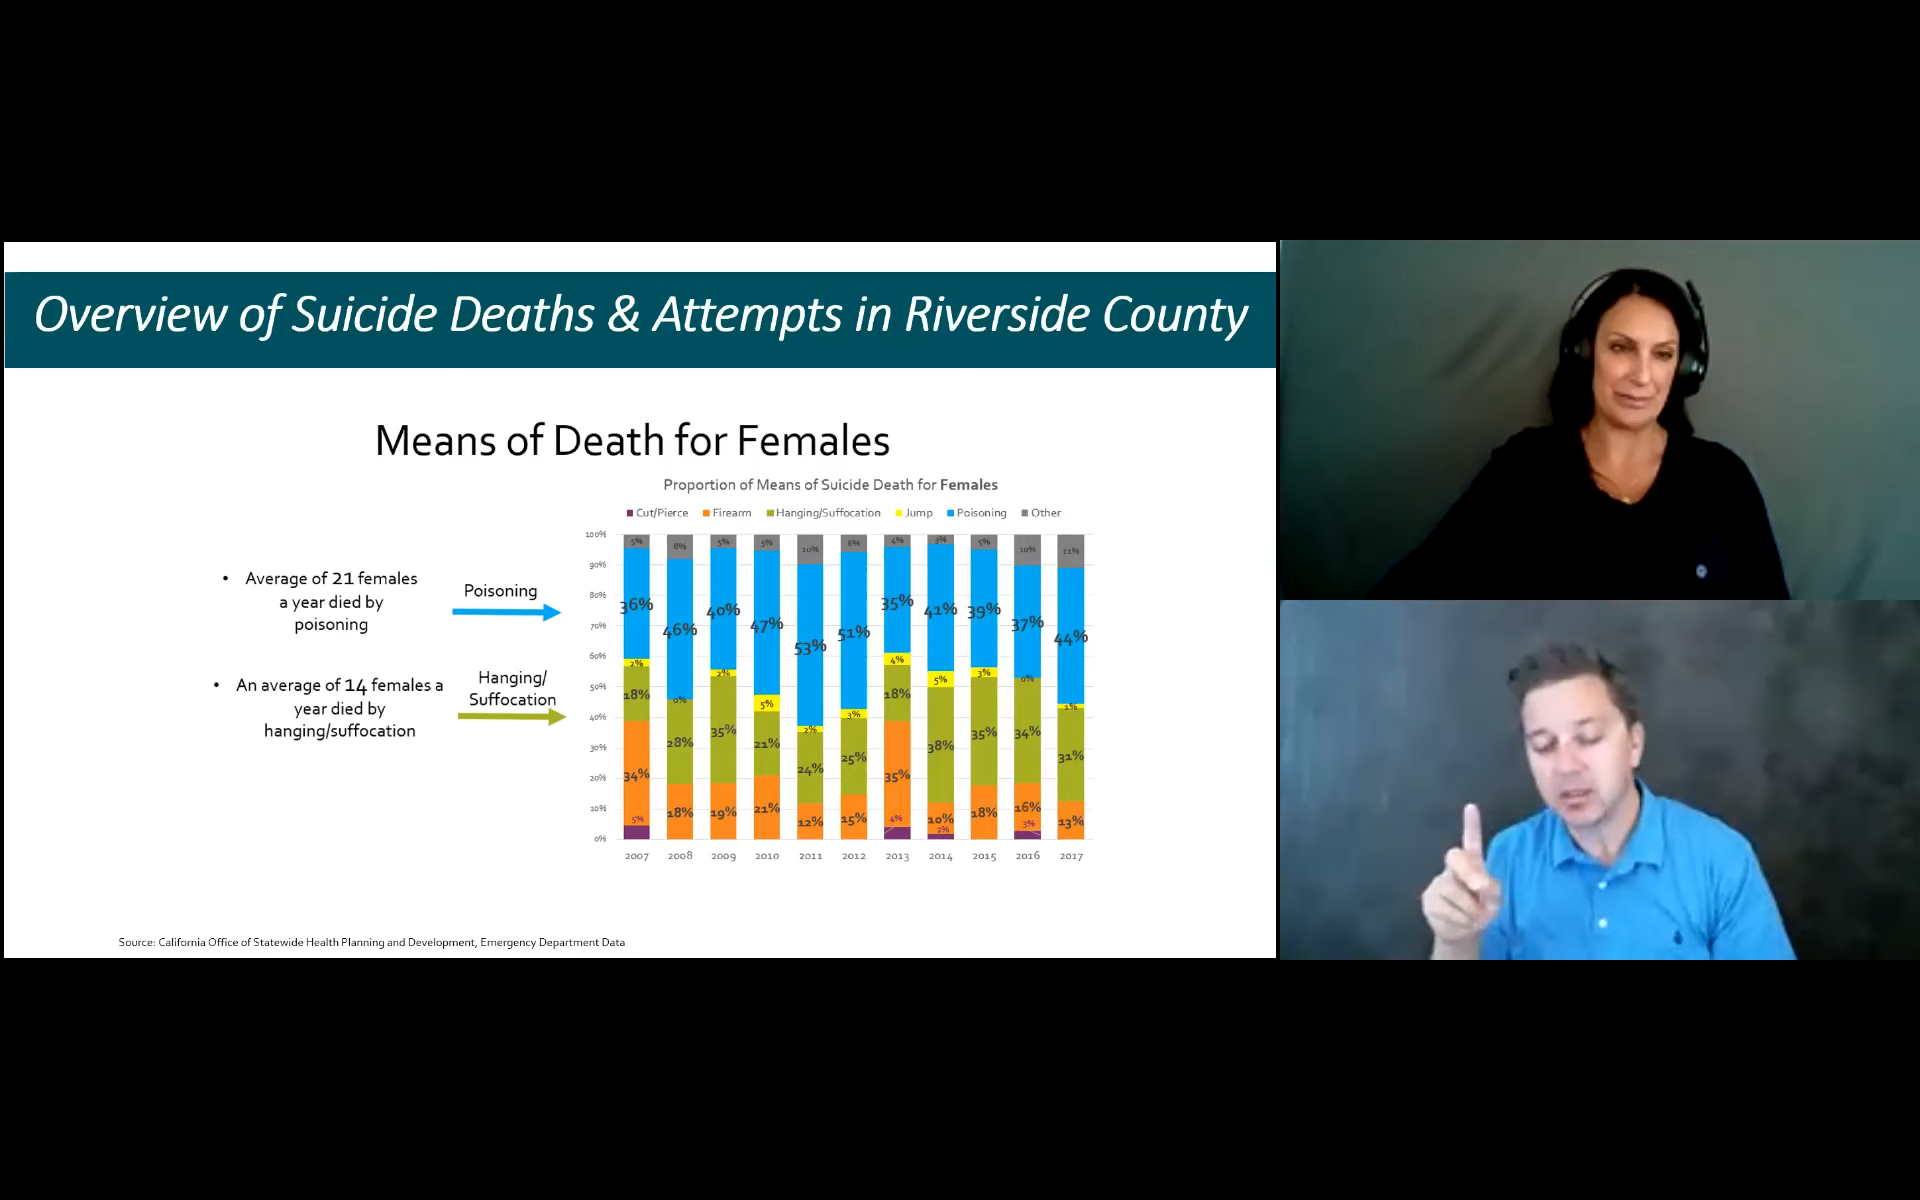 Overview of Suicide Deaths & Attempts in Riverside County
Means of Death for Females
Proportion of Means of Suicide Death for Females
Cut/Pierce Firearm Hanging/Suffocation Jump Poisoning Other
• Average of 21 females
a year died by
poisoning
Poisoning
• An average of 14 females a
year died by
hanging/suffocation
Hanging/
Suffocation
100%
90%
80%
70%
60%
50%
40%
30%
20%
10%
0%
5% 8% 5% 5% 10% 6% 4% 3% 5% 10% 11%
36% 46% 40% 47% 53% 51% 35% 41% 39% 37% 44%
2% 0% 2% 5% 2% 3% 4% 5% 3% 0% 1%
18% 28% 35% 21% 24% 25% 18% 38% 35% 34% 31%
34% 18% 19% 21% 12% 15% 35% 10% 18% 16% 13%
5% 4% 2% 3%
2007 2008 2009 2010 2011 2012 2013 2014 2015 2016 2017
Source: California Office of Statewide Health Planning and Development, Emergency Department Data